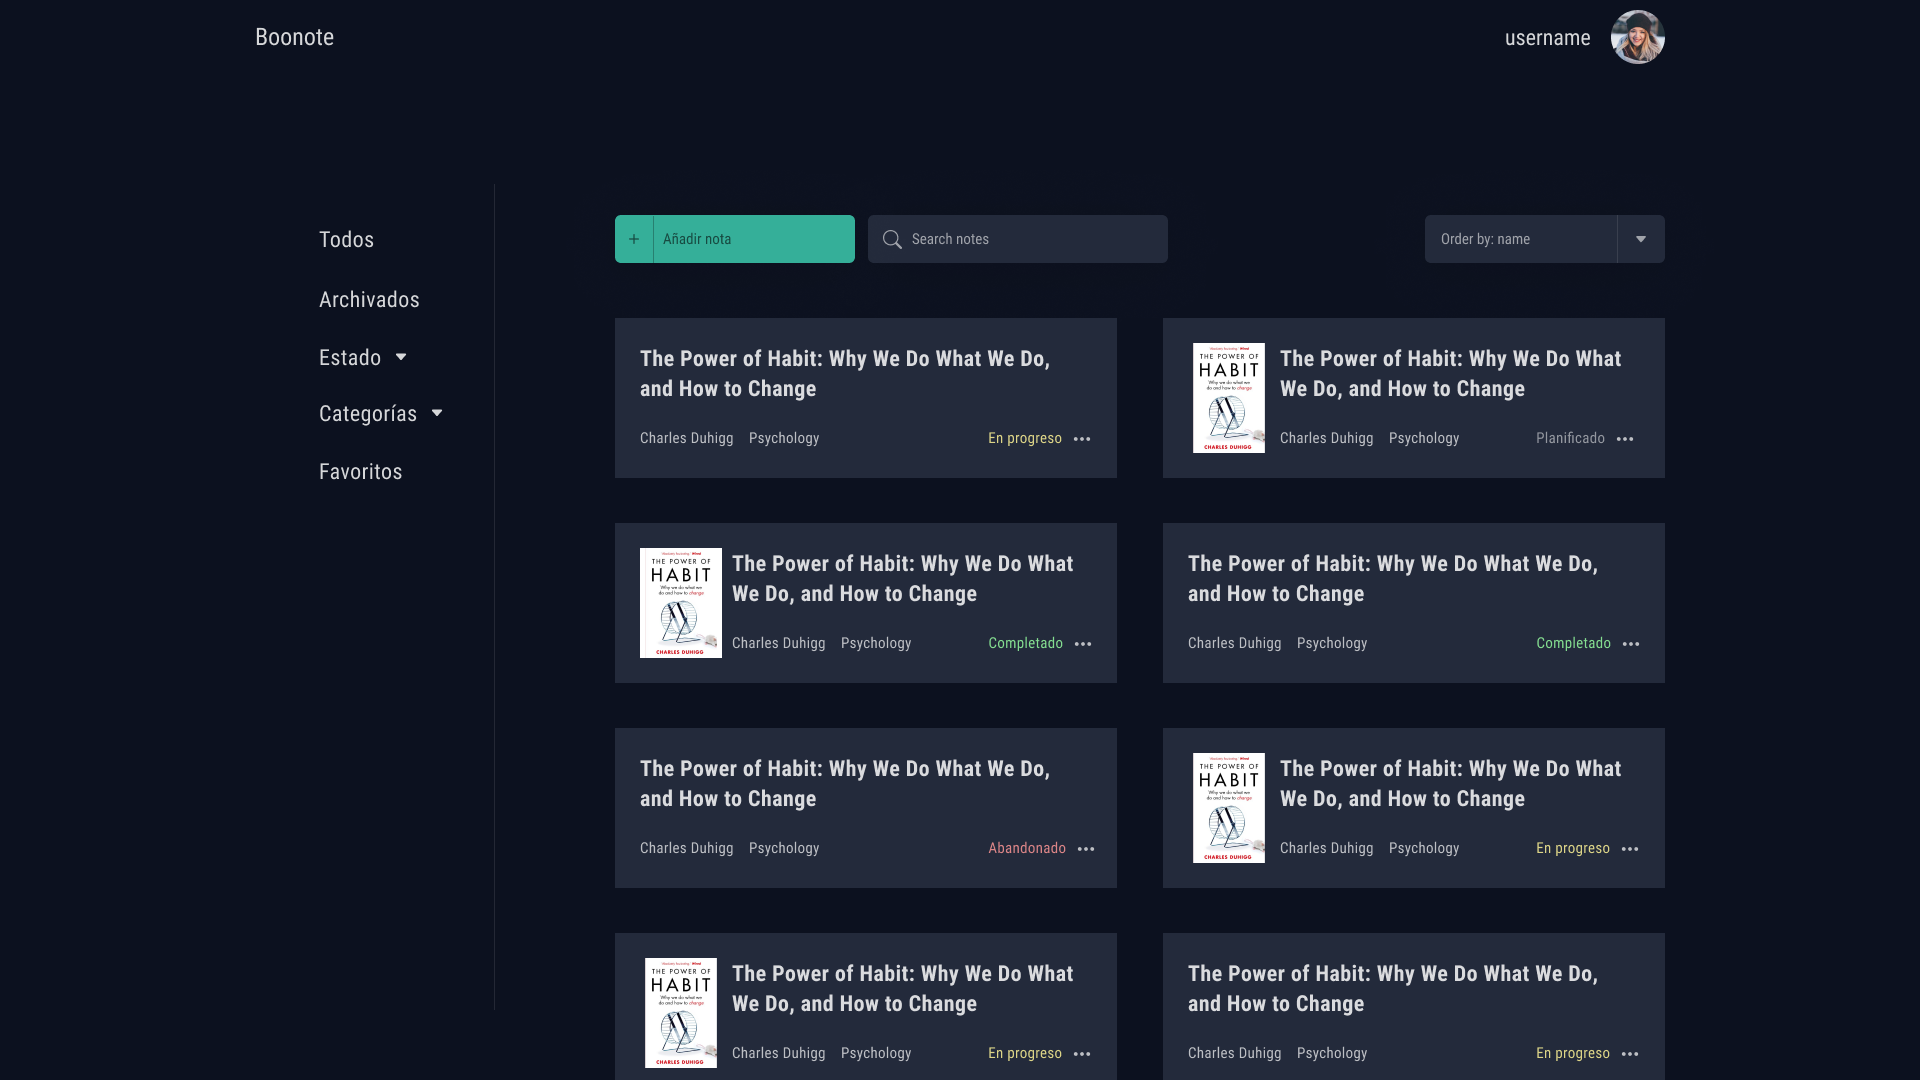 Boonote
username
Todos
Archivados
Estado
Categorías
Favoritos
+ Añadir nota
Search notes
Order by: name
The Power of Habit: Why We Do What We Do,
and How to Change
Charles Duhigg Psychology En progreso ...
THE POWER OF
HABIT
Why we do what we
do and how to change
CHARLES DUHIGG
The Power of Habit: Why We Do What
We Do, and How to Change
Charles Duhigg Psychology Planificado ...
THE POWER OF
HABIT
Why we do what we
do and how to change
CHARLES DUHIGG
The Power of Habit: Why We Do What
We Do, and How to Change
Charles Duhigg Psychology Completado ...
The Power of Habit: Why We Do What We Do,
and How to Change
Charles Duhigg Psychology Completado ...
The Power of Habit: Why We Do What We Do,
and How to Change
Charles Duhigg Psychology Abandonado ...
THE POWER OF
HABIT
Why we do what we
do and how to change
CHARLES DUHIGG
The Power of Habit: Why We Do What
We Do, and How to Change
Charles Duhigg Psychology En progreso ...
THE POWER OF
HABIT
Why we do what we
do and how to change
CHARLES DUHIGG
The Power of Habit: Why We Do What
We Do, and How to Change
Charles Duhigg Psychology En progreso ...
The Power of Habit: Why We Do What We Do,
and How to Change
Charles Duhigg Psychology En progreso ...